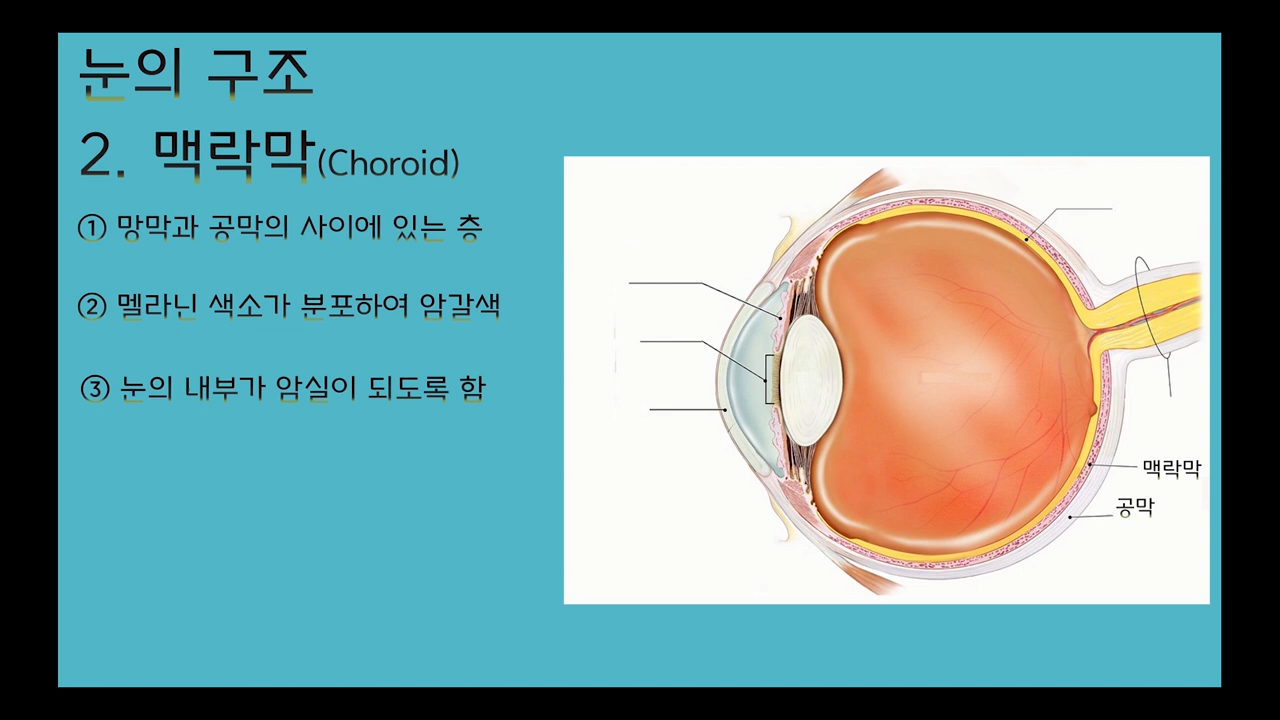 눈의 구조
2. 맥락막(Choroid)
① 망막과 공막의 사이에 있는 층
② 멜라닌 색소가 분포하여 암갈색
③ 눈의 내부가 암실이 되도록 함
맥락막
공막